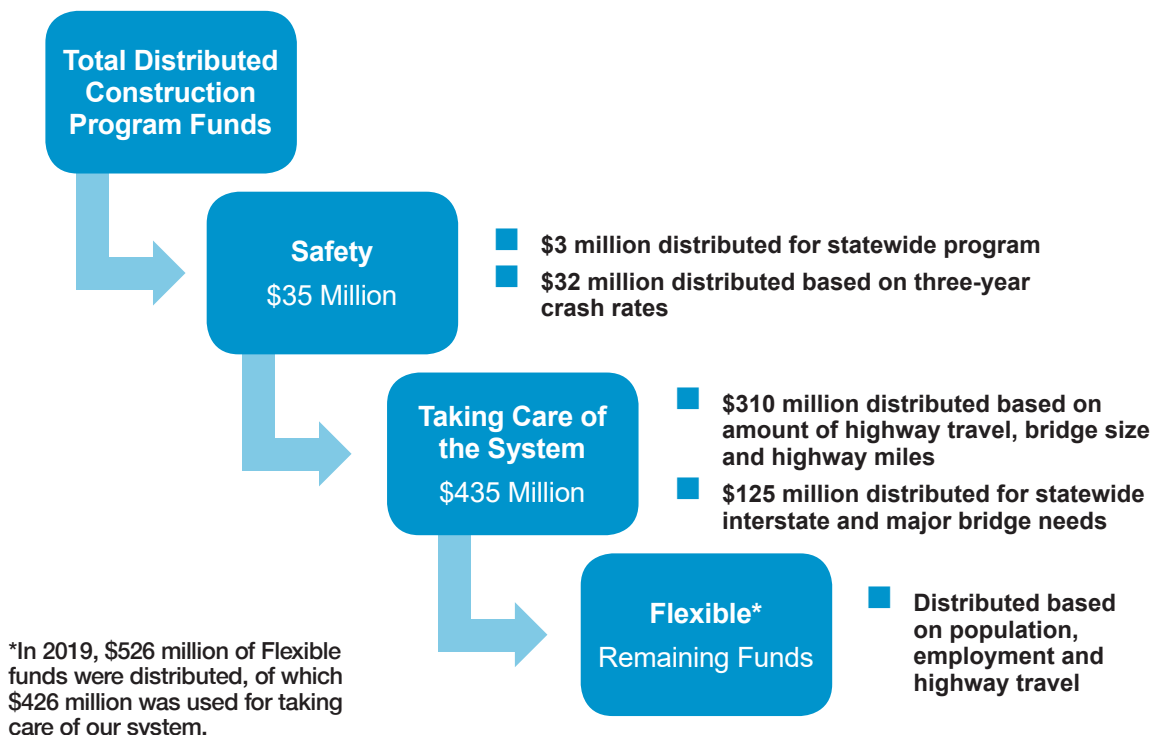 Total Distributed
Construction
Program Funds
Safety
$35 Million
$3 million distributed for statewide program
$32 million distributed based on three-year
crash rates
Taking Care of
the System
$435 Million
$310 million distributed based on
amount of highway travel, bridge size
and highway miles
$125 million distributed for statewide
interstate and major bridge needs
Flexible*
Remaining Funds
Distributed based
on population,
employment and
highway travel
*In 2019, $526 million of Flexible
funds were distributed, of which
$426 million was used for taking
care of our system.